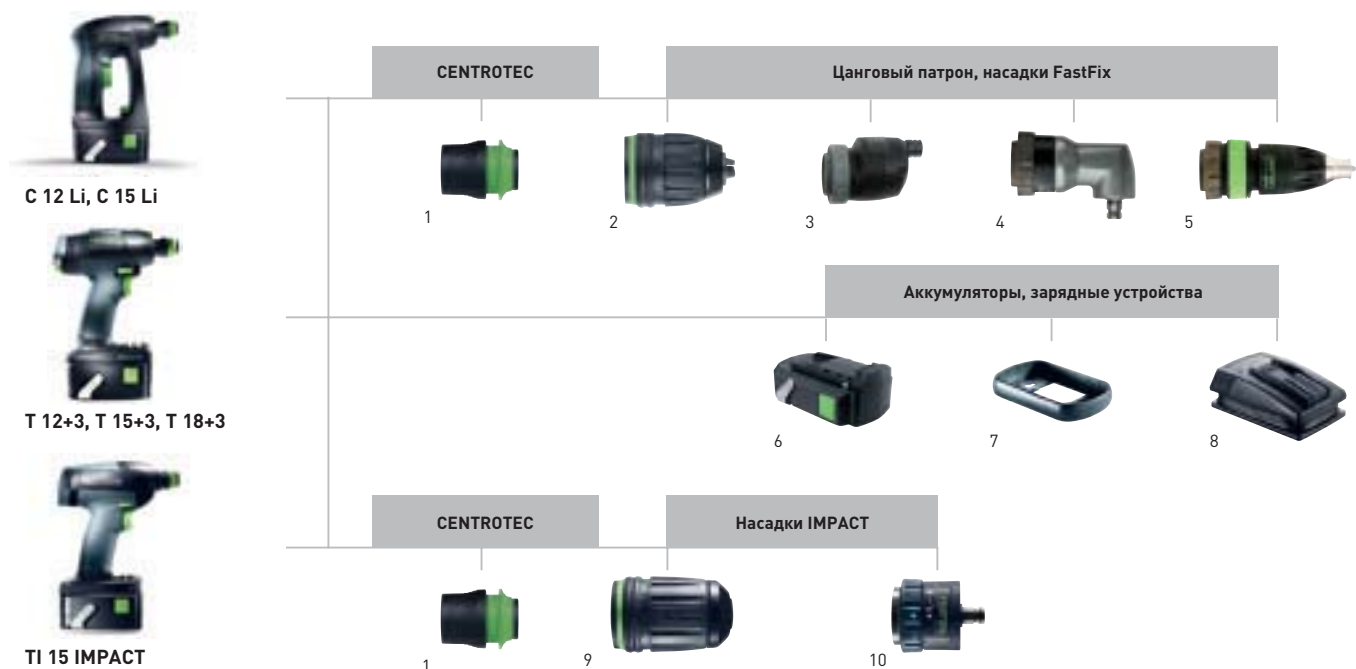 CENTROTEC
Цанговый патрон, насадки FastFix
C 12 Li, C 15 Li
1
2
3
4
5
Аккумуляторы, зарядные устройства
T 12+3, T 15+3, T 18+3
6
7
8
CENTROTEC
Насадки IMPACT
TI 15 IMPACT
1
9
10